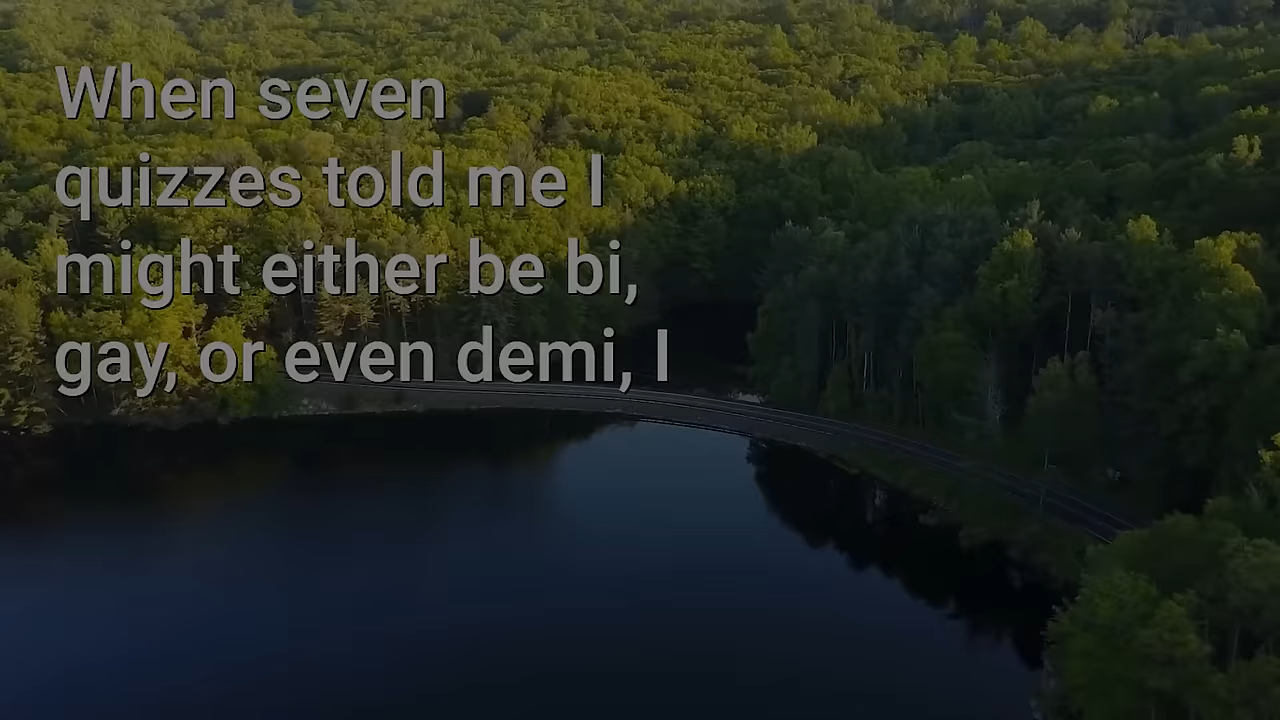 When seven
quizzes told me I
might either be bi,
gay, or even demi, I